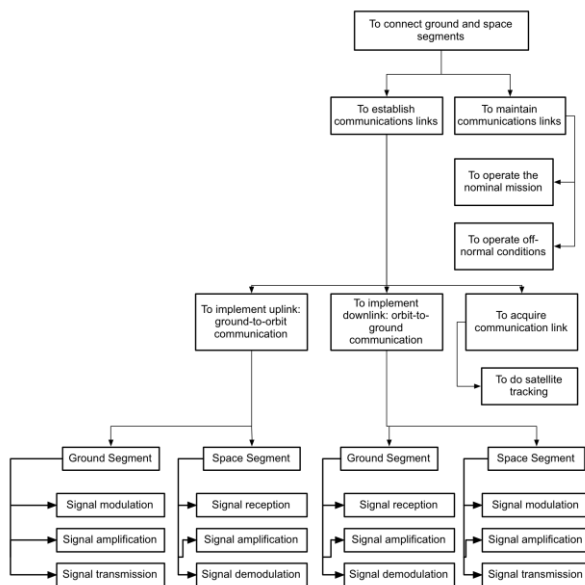 To connect ground and space
segments
To establish
communications links
To maintain
communications links
To operate the
nominal mission
To operate off-
normal conditions
To implement uplink:
ground-to-orbit
communication
To implement
downlink: orbit-to-
ground
communication
To acquire
communication link
To do satellite
tracking
Ground Segment
Space Segment
Ground Segment
Space Segment
Signal modulation
Signal reception
Signal reception
Signal modulation
Signal amplification
Signal amplification
Signal amplification
Signal amplification
Signal transmission
Signal demodulation
Signal demodulation
Signal transmission